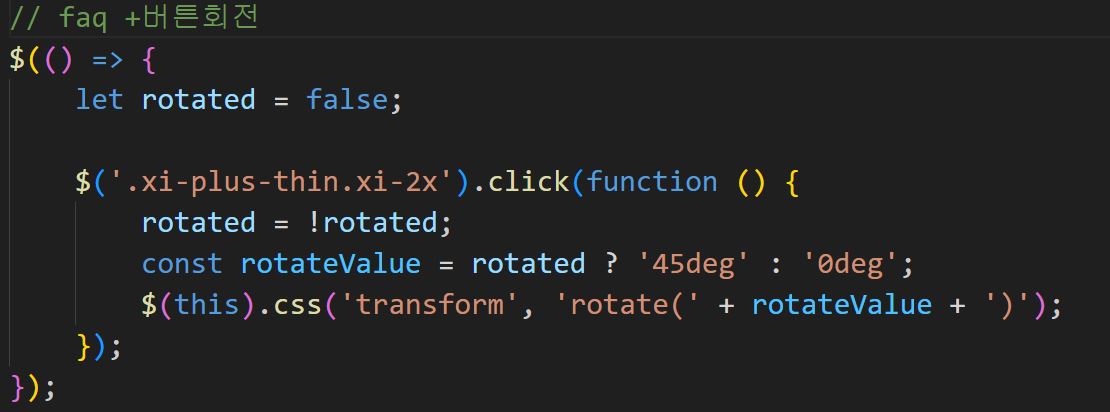 // faq +버튼회전
$(() => {
    let rotated = false;

    $('.xi-plus-thin.xi-2x').click(function () {
        rotated = !rotated;
        const rotateValue = rotated ? '45deg' : '0deg';
        $(this).css('transform', 'rotate(' + rotateValue + ')');
    });
});